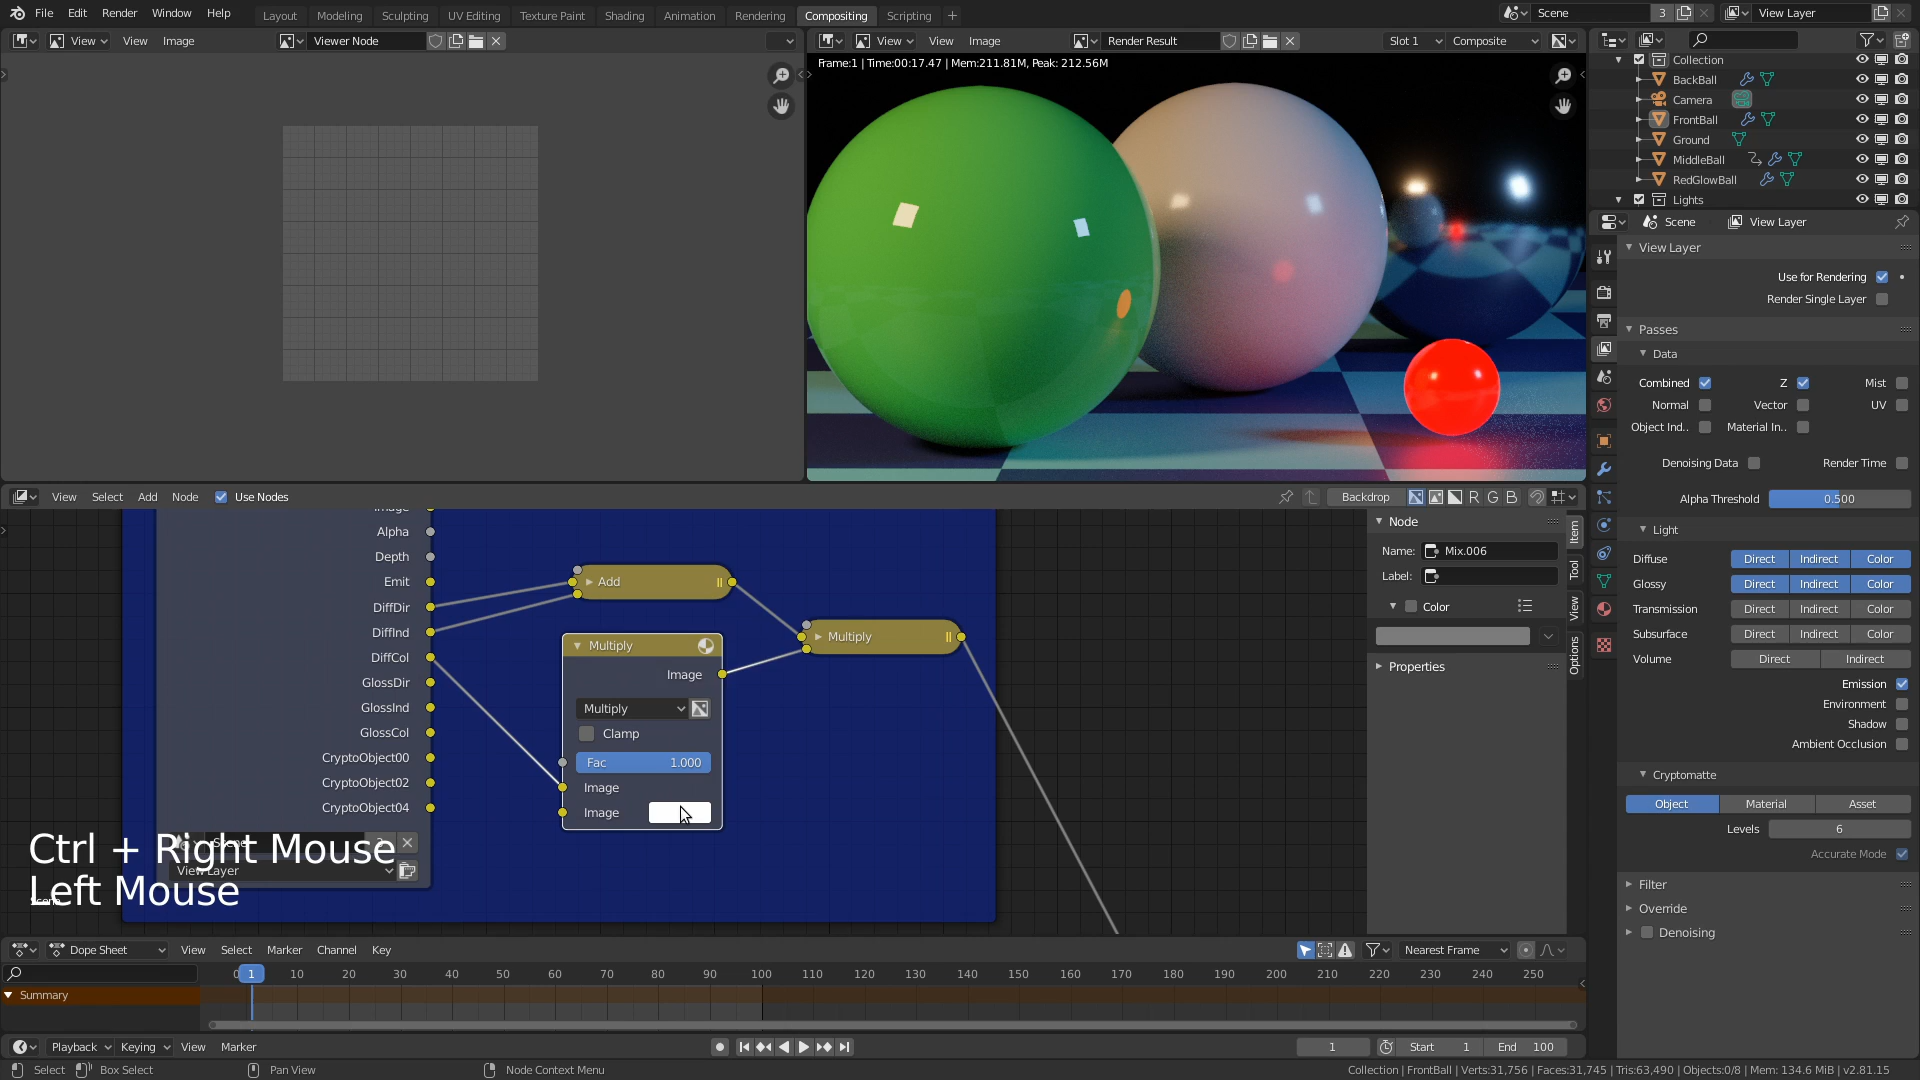 File Edit Render Window Help Layout Modeling Sculpting UV Editing Texture Paint Shading Animation Rendering Compositing Scripting + Scene 3 View Layer
View View Image Viewer Node View View Image Render Result Slot 1 Composite
Frame:1 | Time:00:17.47 | Mem:211.81M, Peak: 212.56M
Collection
BackBall
Camera
FrontBall
Ground
MiddleBall
RedGlowBall
Lights
Scene View Layer
View Layer
Use for Rendering
Render Single Layer
Passes
Data
Combined Z Mist
Normal Vector UV
Object Ind.. Material In..
Denoising Data Render Time
Alpha Threshold 0.500
Light
Diffuse Direct Indirect Color
Glossy Direct Indirect Color
Transmission Direct Indirect Color
Subsurface Direct Indirect Color
Volume Direct Indirect
Emission
Environment
Shadow
Ambient Occlusion
Cryptomatte
Object Material Asset
Levels 6
Accurate Mode
Filter
Override
Denoising
View Select Add Node Use Nodes Backdrop R G B
Image
Alpha
Depth
Emit
DiffDir
DiffInd
DiffCol
GlossDir
GlossInd
GlossCol
CryptoObject00
CryptoObject02
CryptoObject04
View Layer
Add
Multiply
Image
Multiply
Clamp
Fac 1.000
Image
Image
Multiply
Node
Name: Mix.006
Label:
Color
Properties
Item
Tool
View
Options
Ctrl + Right Mouse
Left Mouse
Dope Sheet View Select Marker Channel Key Nearest Frame
0 1 10 20 30 40 50 60 70 80 90 100 110 120 130 140 150 160 170 180 190 200 210 220 230 240 250
Summary
Playback Keying View Marker 1 Start 1 End 100
Select Box Select Pan View Node Context Menu Collection | FrontBall | Verts:31,756 | Faces:31,745 | Tris:63,490 | Objects:0/8 | Mem: 134.6 MiB | v2.81.15